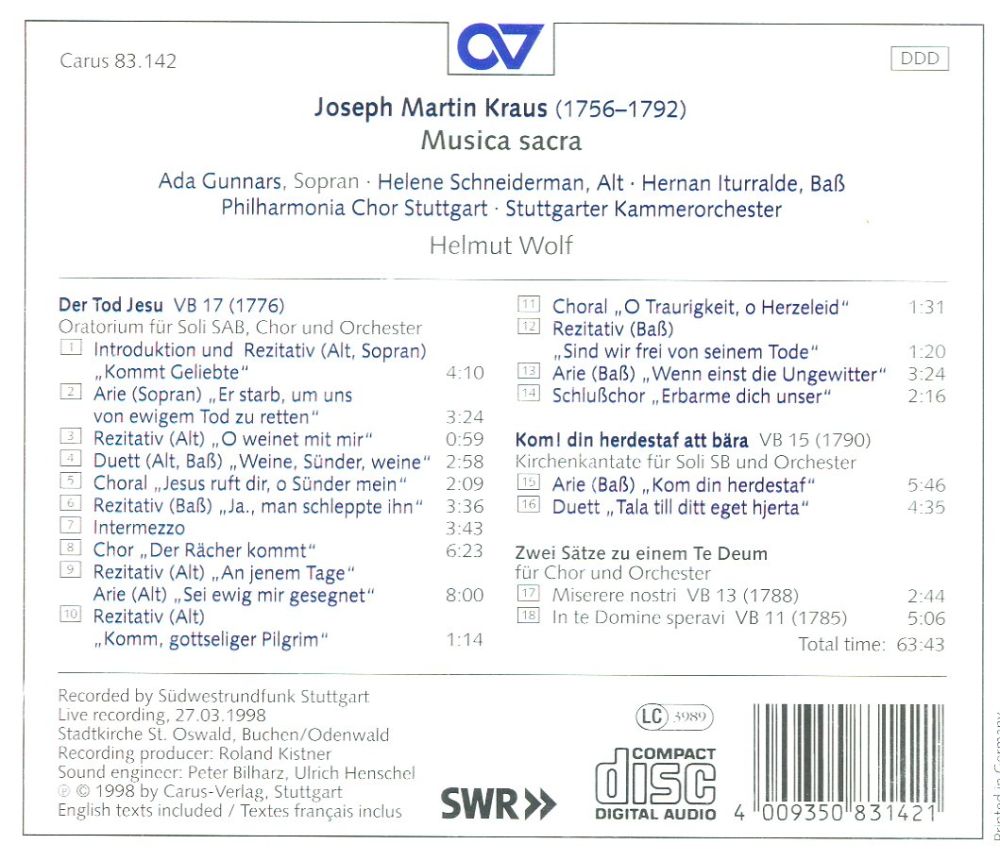 Carus 83.142
DDD
Joseph Martin Kraus (1756–1792)
Musica sacra
Ada Gunnars, Sopran · Helene Schneiderman, Alt · Hernan Iturralde, Baß
Philharmonia Chor Stuttgart · Stuttgarter Kammerorchester
Helmut Wolf
Der Tod Jesu VB 17 (1776)
Oratorium für Soli SAB, Chor und Orchester
1 Introduktion und Rezitativ (Alt, Sopran)
„Kommt Geliebte“ 4:10
2 Arie (Sopran) „Er starb, um uns
von ewigem Tod zu retten“ 3:24
3 Rezitativ (Alt) „O weinet mit mir“ 0:59
4 Duett (Alt, Baß) „Weine, Sünder, weine“ 2:58
5 Choral „Jesus ruft dir, o Sünder mein“ 2:09
6 Rezitativ (Baß) „Ja., man schleppte ihn“ 3:36
7 Intermezzo 3:43
8 Chor „Der Rächer kommt“ 6:23
9 Rezitativ (Alt) „An jenem Tage“
Arie (Alt) „Sei ewig mir gesegnet“ 8:00
10 Rezitativ (Alt)
„Komm, gottseliger Pilgrim“ 1:14
11 Choral „O Traurigkeit, o Herzeleid“ 1:31
12 Rezitativ (Baß)
„Sind wir frei von seinem Tode“ 1:20
13 Arie (Baß) „Wenn einst die Ungewitter“ 3:24
14 Schlußchor „Erbarme dich unser“ 2:16
Kom! din herdestaf att bära VB 15 (1790)
Kirchenkantate für Soli SB und Orchester
15 Arie (Baß) „Kom din herdestaf“ 5:46
16 Duett „Tala till ditt eget hjerta“ 4:35
Zwei Sätze zu einem Te Deum
für Chor und Orchester
17 Miserere nostri VB 13 (1788) 2:44
18 In te Domine speravi VB 11 (1785) 5:06
Total time: 63:43
Recorded by Südwestrundfunk Stuttgart
Live recording, 27.03.1998
Stadtkirche St. Oswald, Buchen/Odenwald
Recording producer: Roland Kistner
Sound engineer: Peter Bilharz, Ulrich Henschel
℗ © 1998 by Carus-Verlag, Stuttgart
English texts included / Textes français inclus
SWR
LC 3989
COMPACT
disc
DIGITAL AUDIO
4 009350 831421
Printed in Germany